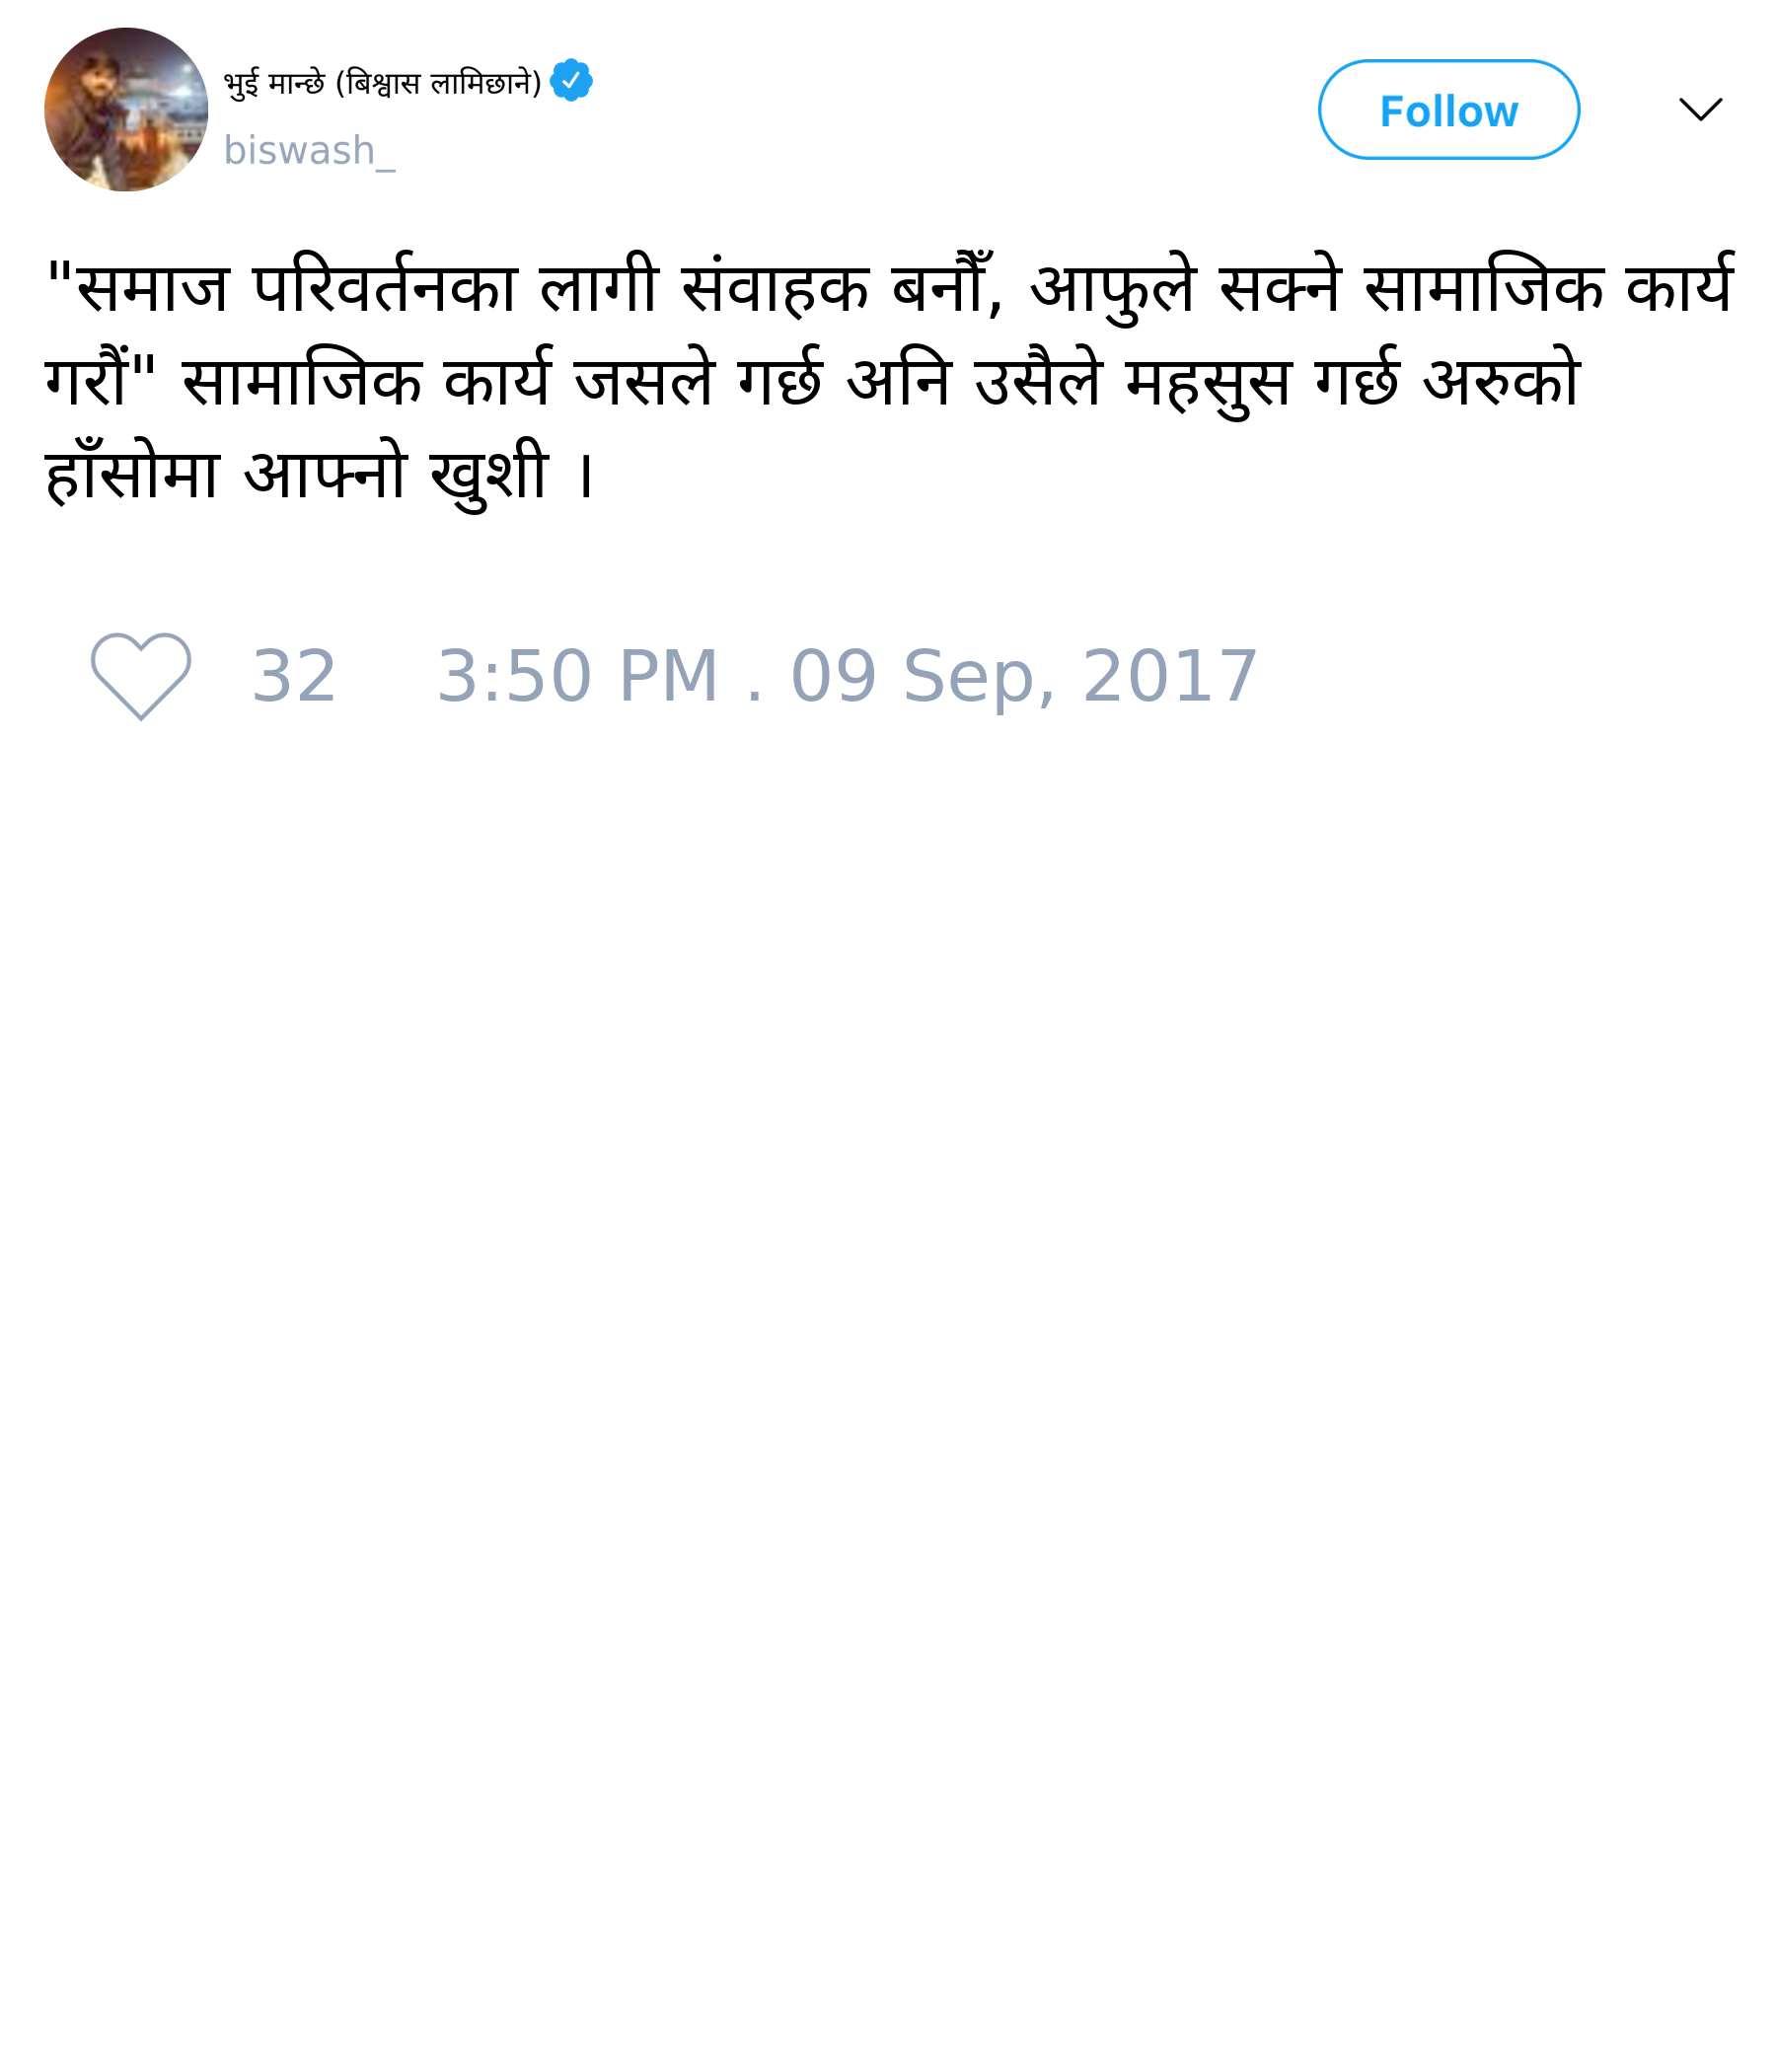 भुई मान्छे (बिश्वास लामिछाने)
biswash_
Follow
"समाज परिवर्तनका लागी संवाहक बनौँ, आफुले सक्ने सामाजिक कार्य
गरौं" सामाजिक कार्य जसले गर्छ अनि उसैले महसुस गर्छ अरुको
हाँसोमा आफ्नो खुशी ।
32 3:50 PM . 09 Sep, 2017